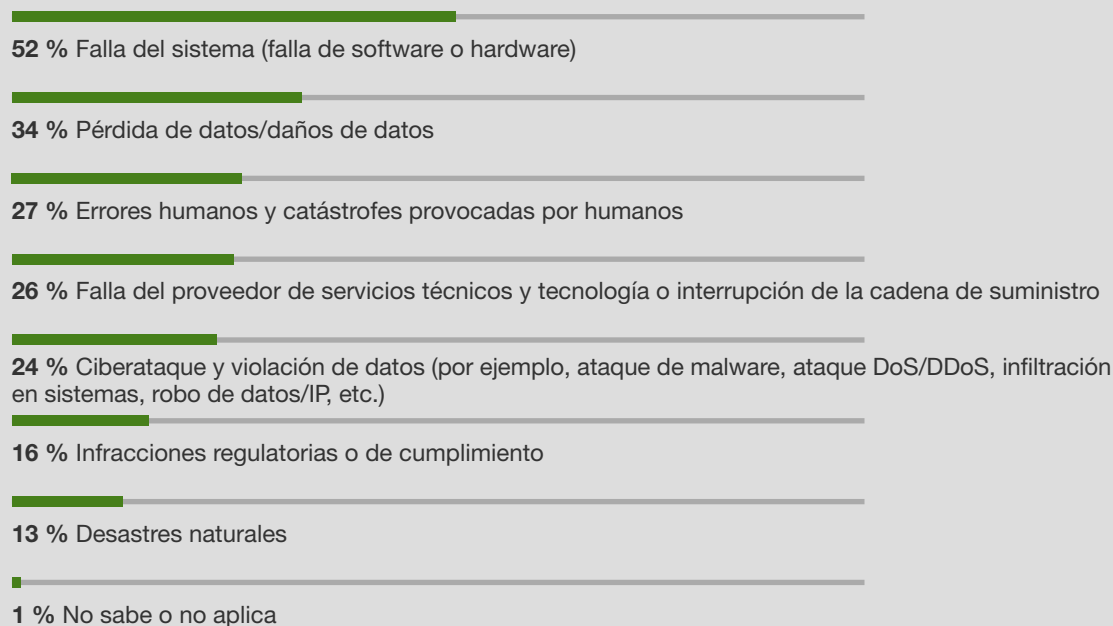 52 % Falla del sistema (falla de software o hardware)
34 % Pérdida de datos/daños de datos
27 % Errores humanos y catástrofes provocadas por humanos
26 % Falla del proveedor de servicios técnicos y tecnología o interrupción de la cadena de suministro
24 % Ciberataque y violación de datos (por ejemplo, ataque de malware, ataque DoS/DDoS, infiltración
en sistemas, robo de datos/IP, etc.)
16 % Infracciones regulatorias o de cumplimiento
13 % Desastres naturales
1 % No sabe o no aplica